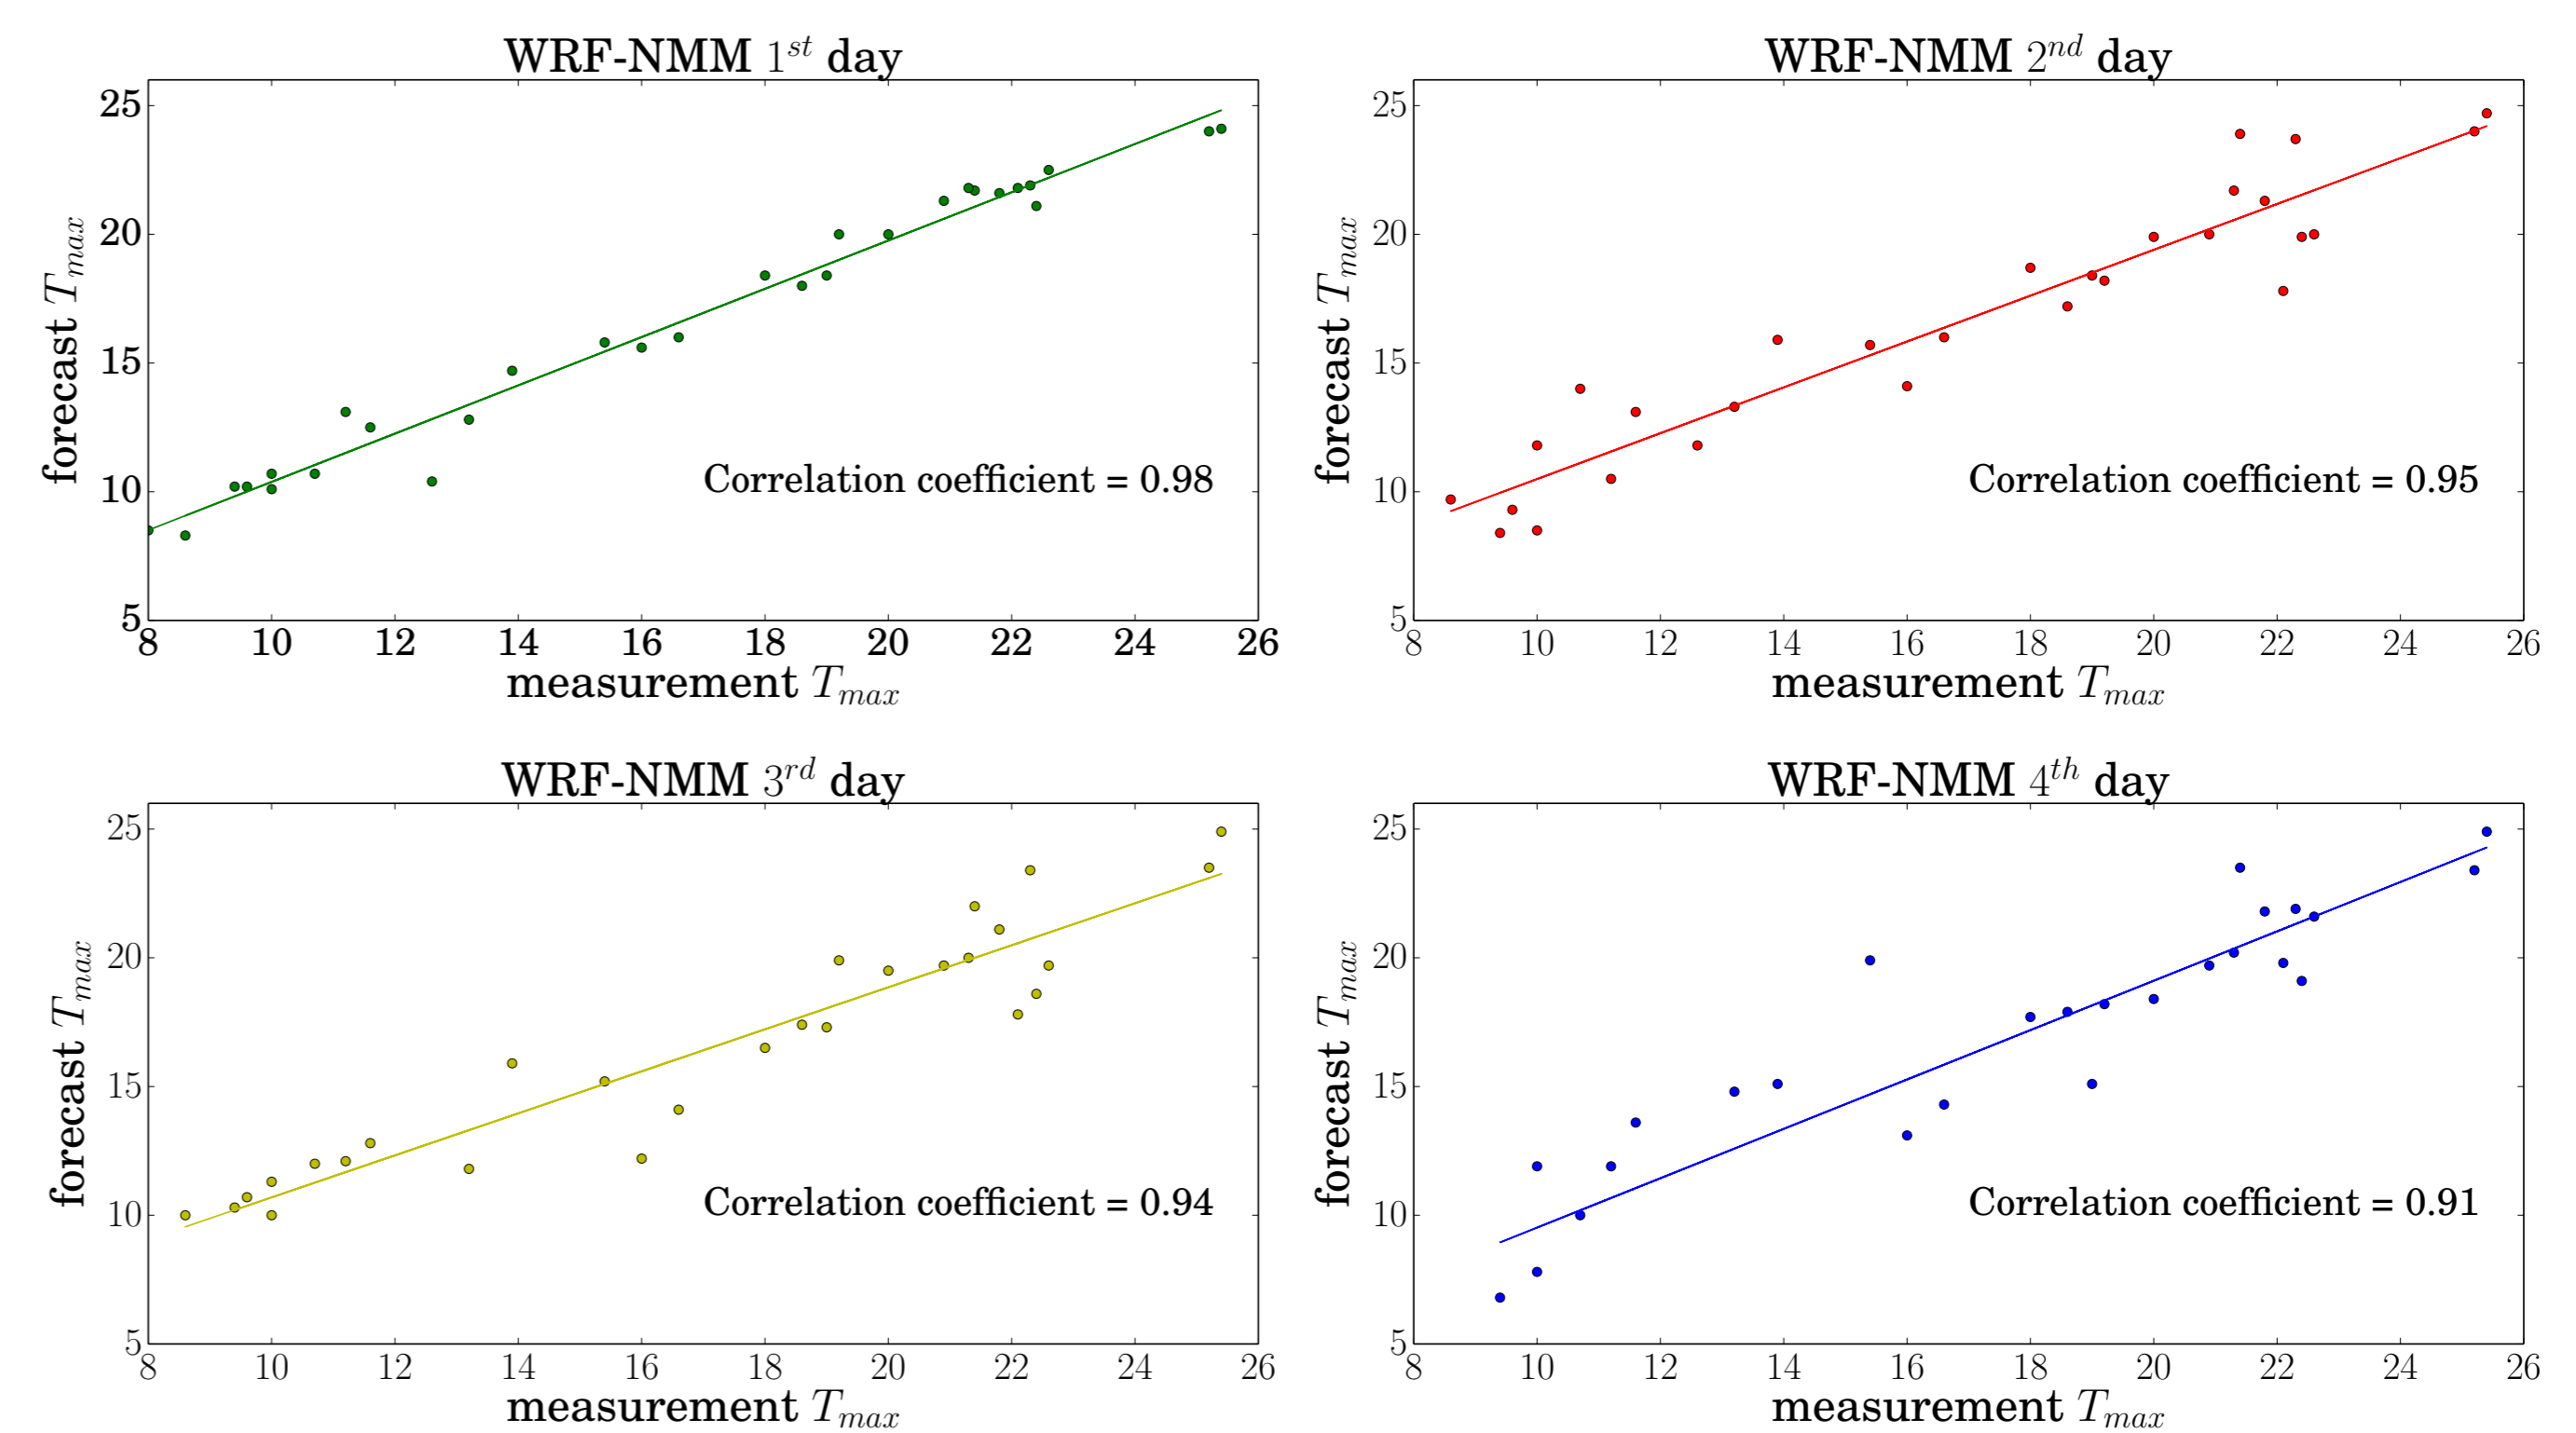 WRF-NMM 1st day
25
20
15
10
5
forecast Tmax
Correlation coefficient = 0.98
8 10 12 14 16 18 20 22 24 26
measurement Tmax
WRF-NMM 2nd day
25
20
15
10
5
forecast Tmax
Correlation coefficient = 0.95
8 10 12 14 16 18 20 22 24 26
measurement Tmax
WRF-NMM 3rd day
25
20
15
10
5
forecast Tmax
Correlation coefficient = 0.94
8 10 12 14 16 18 20 22 24 26
measurement Tmax
WRF-NMM 4th day
25
20
15
10
5
forecast Tmax
Correlation coefficient = 0.91
8 10 12 14 16 18 20 22 24 26
measurement Tmax